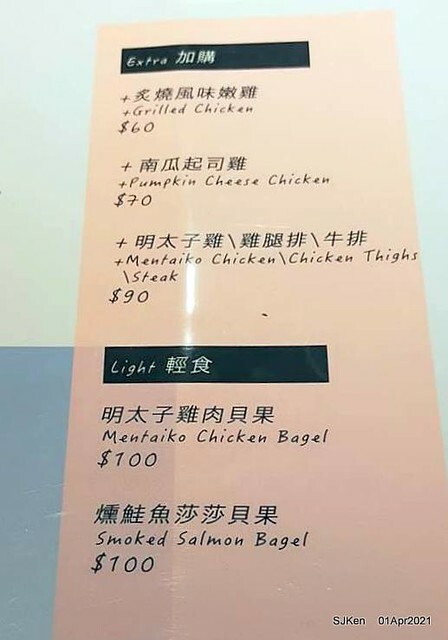 Extra 加購
+炙燒風味嫩雞
+Grilled Chicken
$60
+南瓜起司雞
+Pumpkin Cheese Chicken
$70
+明太子雞\雞腿排\牛排
+Mentaiko Chicken\Chicken Thighs
\Steak
$90
Light 輕食
明太子雞肉貝果
Mentaiko Chicken Bagel
$100
燻鮭魚莎莎貝果
Smoked Salmon Bagel
$100
SJKen 01Apr2021